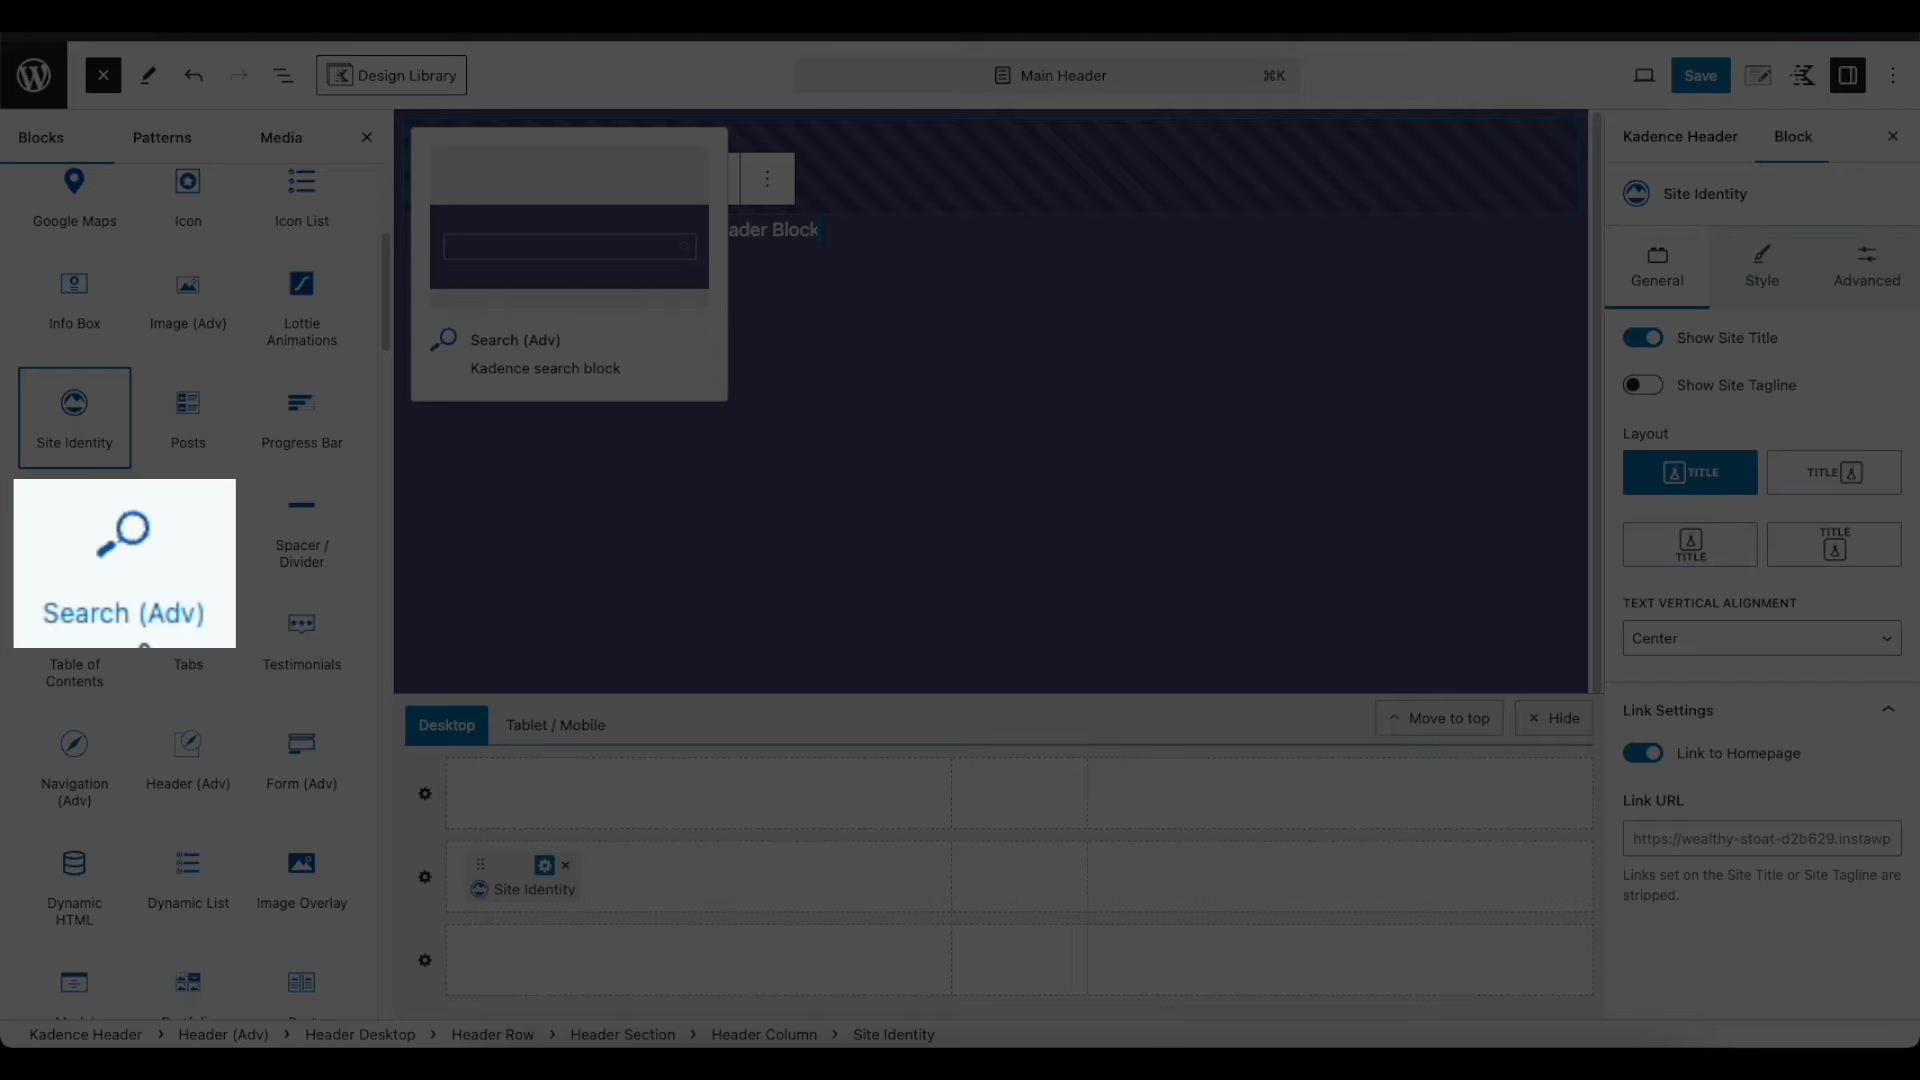 Design Library
Main Header
⌘K
Save
Blocks
Patterns
Media
Google Maps
Icon
Icon List
Info Box
Image (Adv)
Lottie
Animations
Site Identity
Posts
Progress Bar
Search (Adv)
Spacer /
Divider
Table of
Contents
Tabs
Testimonials
Navigation
(Adv)
Header (Adv)
Form (Adv)
Dynamic
HTML
Dynamic List
Image Overlay
ader Block
Search (Adv)
Kadence search block
Desktop
Tablet / Mobile
Move to top
Hide
Site Identity
Kadence Header
Block
Site Identity
General
Style
Advanced
Show Site Title
Show Site Tagline
Layout
TITLE
TITLE
TITLE
TITLE
TEXT VERTICAL ALIGNMENT
Center
Link Settings
Link to Homepage
Link URL
https://wealthy-stoat-d2b629.instawp
Links set on the Site Title or Site Tagline are
stripped.
Kadence Header > Header (Adv) > Header Desktop > Header Row > Header Section > Header Column > Site Identity